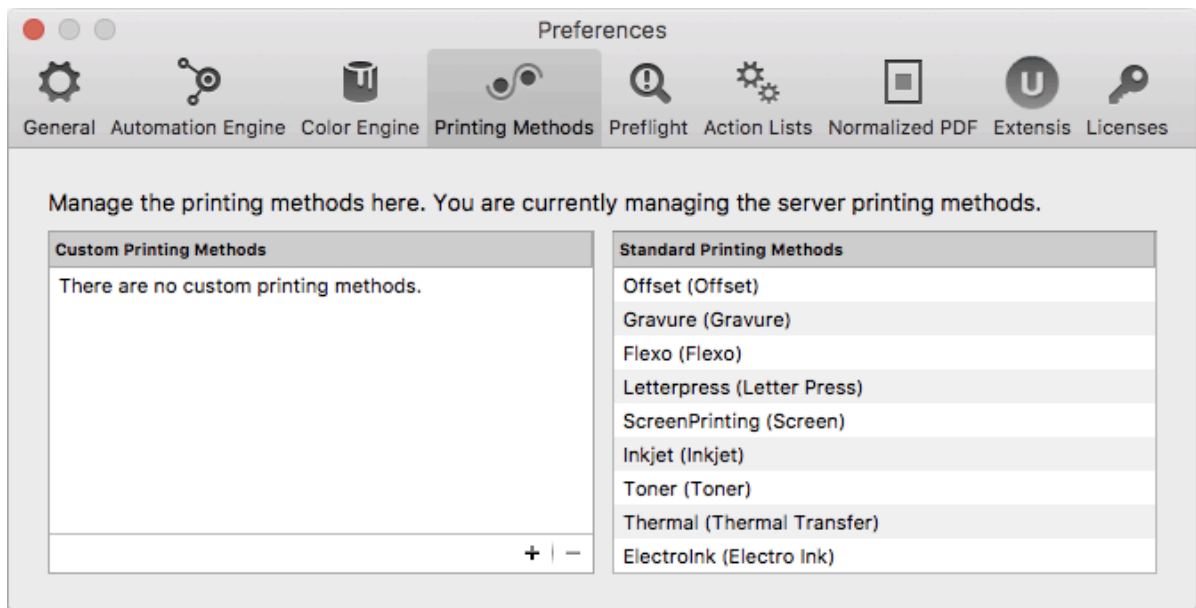 Preferences
General Automation Engine Color Engine Printing Methods Preflight Action Lists Normalized PDF Extensis Licenses
Manage the printing methods here. You are currently managing the server printing methods.
Custom Printing Methods
There are no custom printing methods.
Standard Printing Methods
Offset (Offset)
Gravure (Gravure)
Flexo (Flexo)
Letterpress (Letter Press)
ScreenPrinting (Screen)
Inkjet (Inkjet)
Toner (Toner)
Thermal (Thermal Transfer)
ElectroInk (Electro Ink)